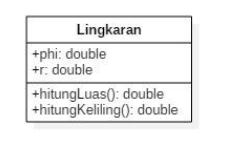 Lingkaran
+phi: double
+r: double
+hitungLuas(): double
+hitungKeliling(): double